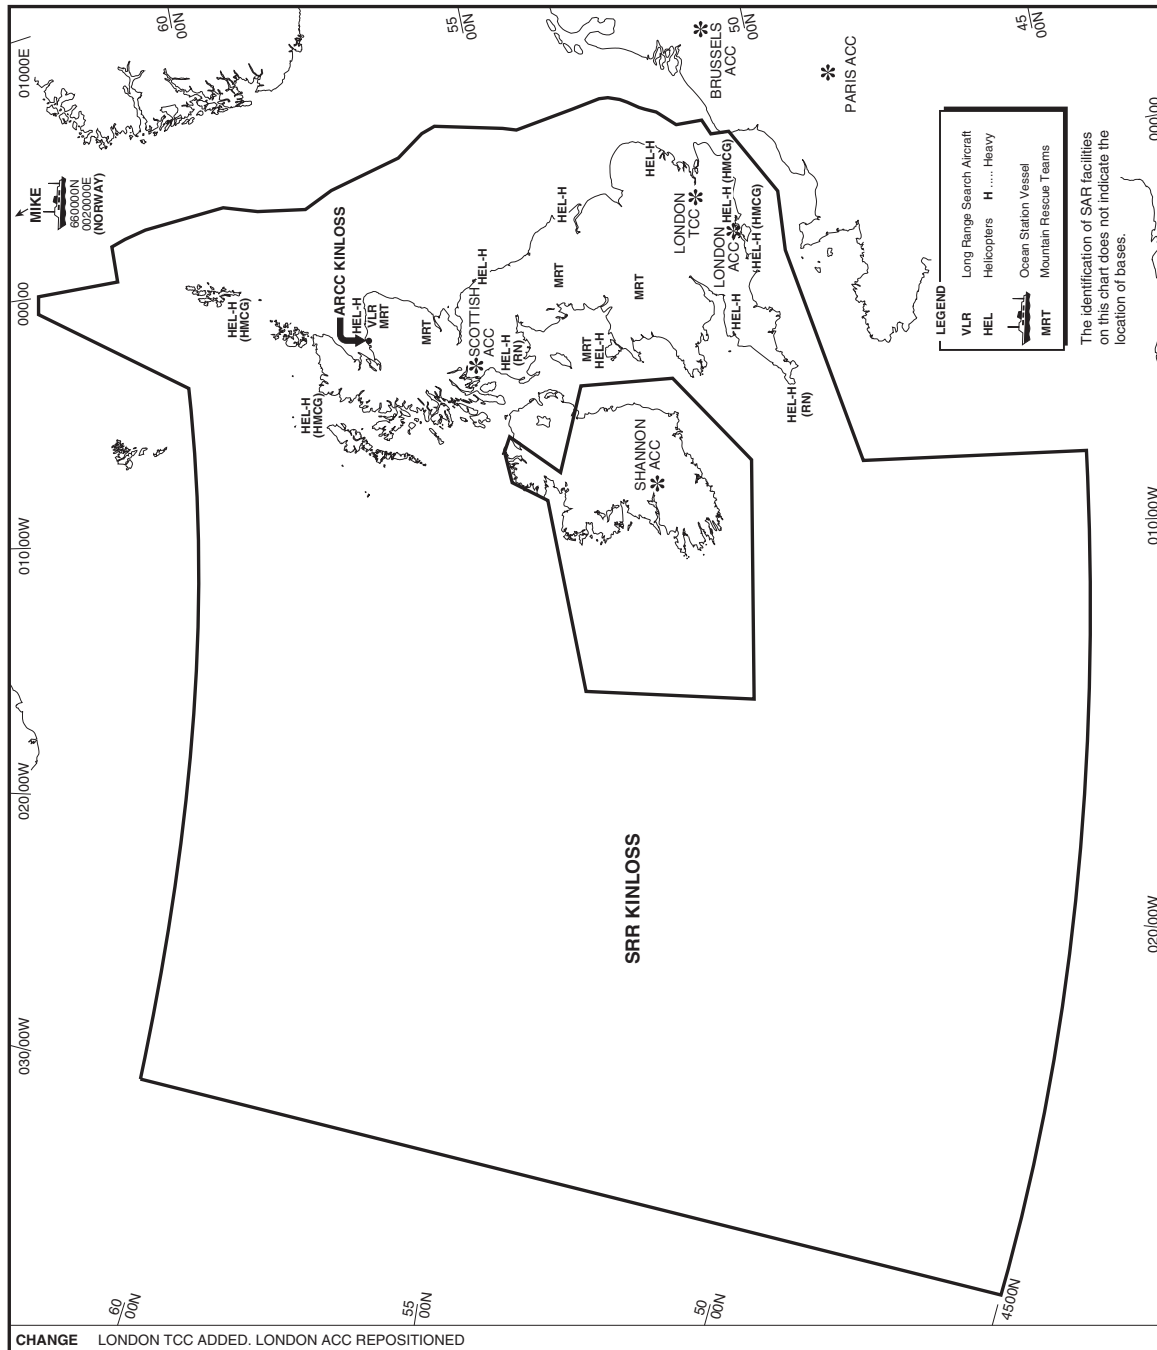 010/00E
000/00
010/00W
020/00W
030/00W
60
00N
55
00N
50
00N
45
00N
MIKE
660000N
0020000E
(NORWAY)
ARCC KINLOSS
HEL-H
VLR
MRT
HEL-H
(HMCG)
HEL-H
(HMCG)
MRT
SCOTTISH
ACC
HEL-H
HEL-H
(RN)
HEL-H
MRT
MRT
HEL-H
MRT
HEL-H
LONDON
TCC
LONDON
ACC
HEL-H (HMCG)
HEL-H (HMCG)
HEL-H
HEL-H
(RN)
SHANNON
ACC
BRUSSELS
ACC
PARIS ACC
SRR KINLOSS
LEGEND
VLR Long Range Search Aircraft
HEL Helicopters H ..... Heavy
Ocean Station Vessel
MRT Mountain Rescue Teams
The identification of SAR facilities
on this chart does not indicate the
location of bases.
60
00N
55
00N
50
00N
4500N
000/00
010/00W
020/00W
CHANGE LONDON TCC ADDED. LONDON ACC REPOSITIONED